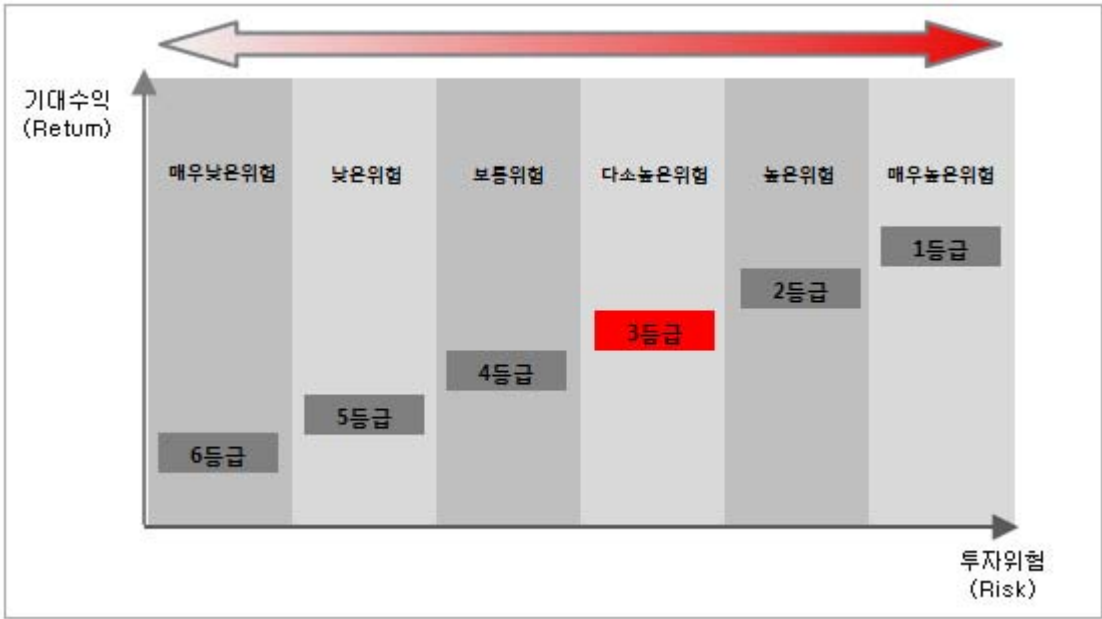 기대수익
(Return)
매우낮은위험 낮은위험 보통위험 다소높은위험 높은위험 매우높은위험
1등급
2등급
3등급
4등급
5등급
6등급
투자위험
(Risk)